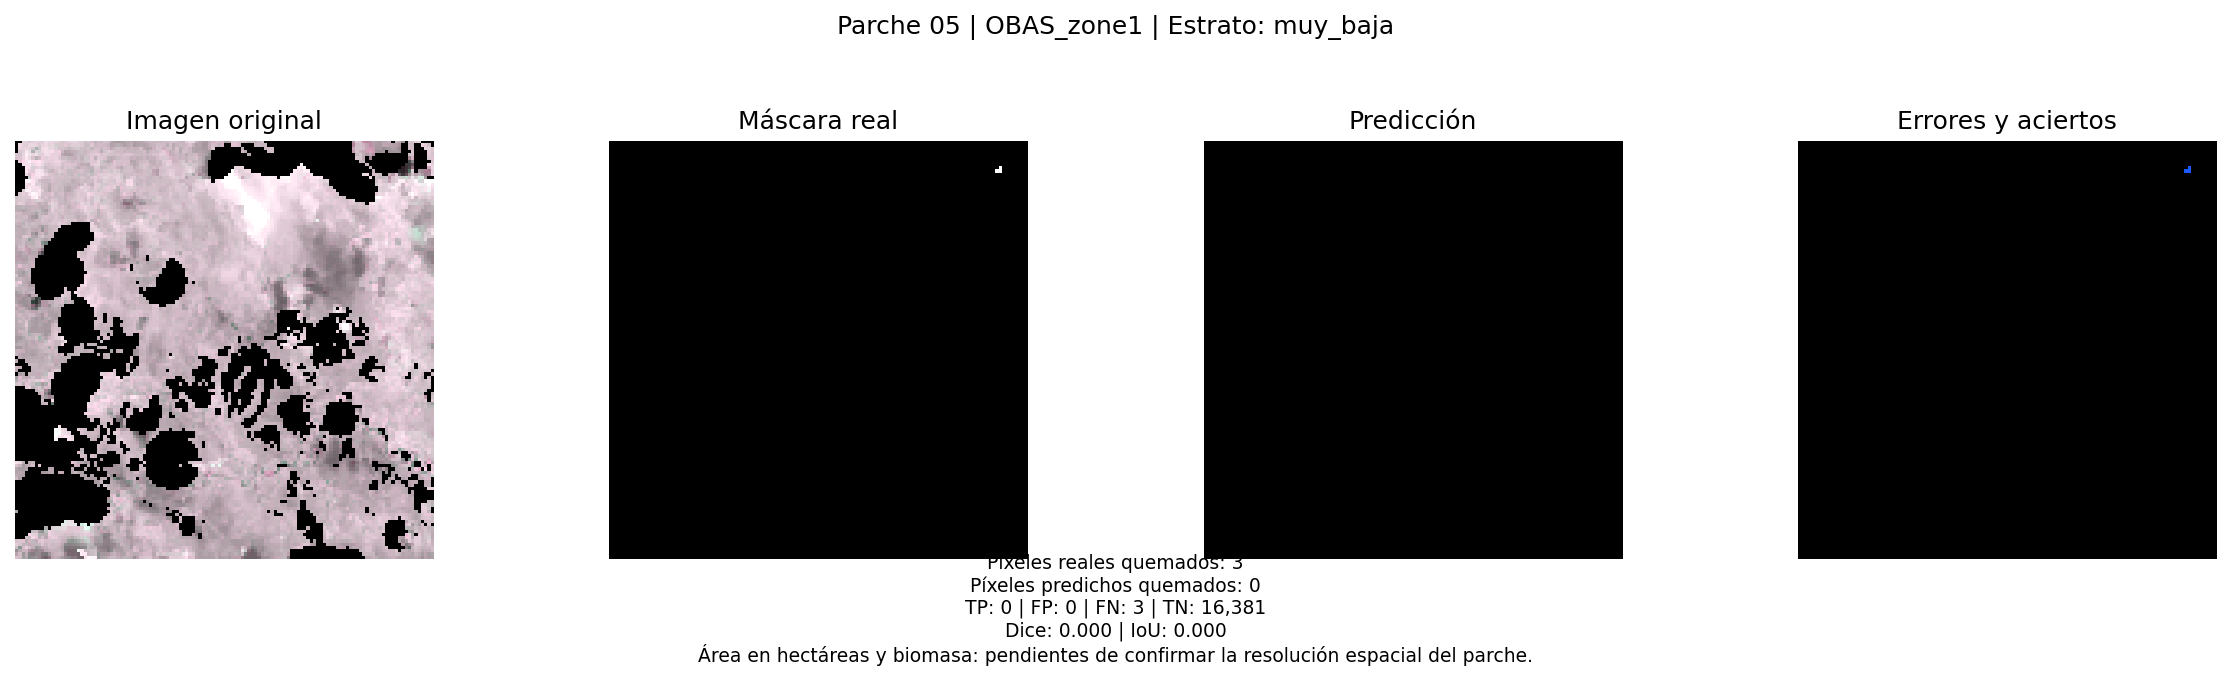 Parche 05 | OBAS_zone1 | Estrato: muy_baja
Imagen original
Máscara real
Predicción
Errores y aciertos
Píxeles reales quemados: 3
Píxeles predichos quemados: 0
TP: 0 | FP: 0 | FN: 3 | TN: 16,381
Dice: 0.000 | IoU: 0.000
Área en hectáreas y biomasa: pendientes de confirmar la resolución espacial del parche.